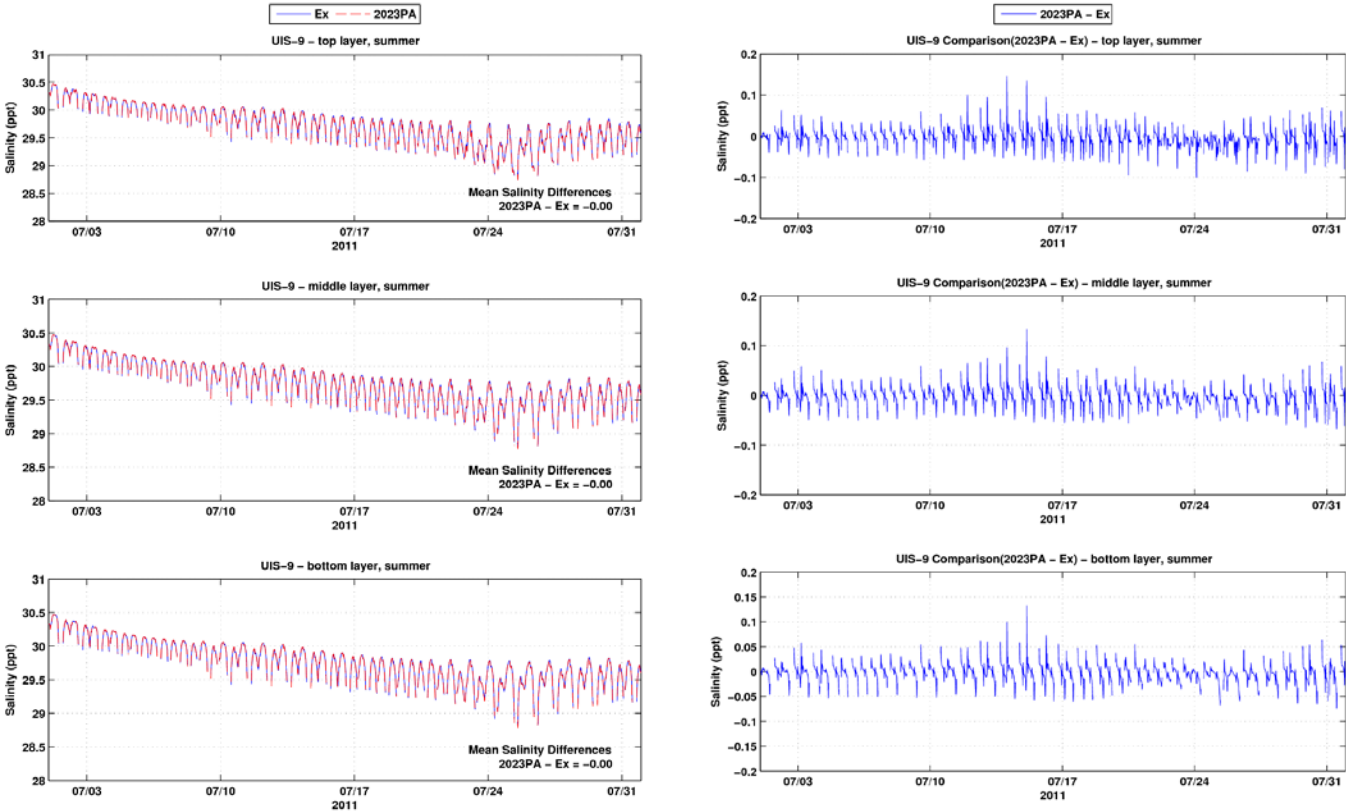 Ex 2023PA
UIS-9 - top layer, summer
Salinity (ppt)
31
30.5
30
29.5
29
28.5
28
Mean Salinity Differences
2023PA - Ex = -0.00
07/03 07/10 07/17 07/24 07/31
2011
UIS-9 - middle layer, summer
Salinity (ppt)
31
30.5
30
29.5
29
28.5
28
Mean Salinity Differences
2023PA - Ex = -0.00
07/03 07/10 07/17 07/24 07/31
2011
UIS-9 - bottom layer, summer
Salinity (ppt)
31
30.5
30
29.5
29
28.5
28
Mean Salinity Differences
2023PA - Ex = -0.00
07/03 07/10 07/17 07/24 07/31
2011
2023PA - Ex
UIS-9 Comparison(2023PA - Ex) - top layer, summer
Salinity (ppt)
0.2
0.1
0
-0.1
-0.2
07/03 07/10 07/17 07/24 07/31
2011
UIS-9 Comparison(2023PA - Ex) - middle layer, summer
Salinity (ppt)
0.2
0.1
0
-0.1
-0.2
07/03 07/10 07/17 07/24 07/31
2011
UIS-9 Comparison(2023PA - Ex) - bottom layer, summer
Salinity (ppt)
0.2
0.15
0.1
0.05
0
-0.05
-0.1
-0.15
-0.2
07/03 07/10 07/17 07/24 07/31
2011